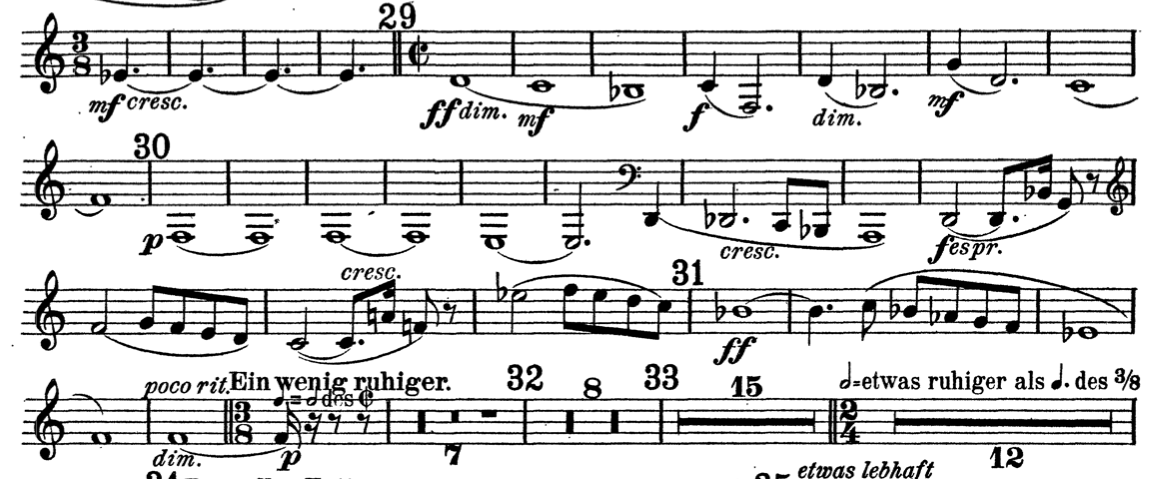 29
3 8 mf cresc. ff dim. mf f dim. mf
30
p cresc. f espr.
cresc. 31
ff
poco rit. Ein wenig ruhiger. 32 8 33 15 𝅗𝅥=etwas ruhiger als 𝅗𝅥. des 3/8
= des ¢
3 8 2 4
dim. p 7 12
etwas lebhaft